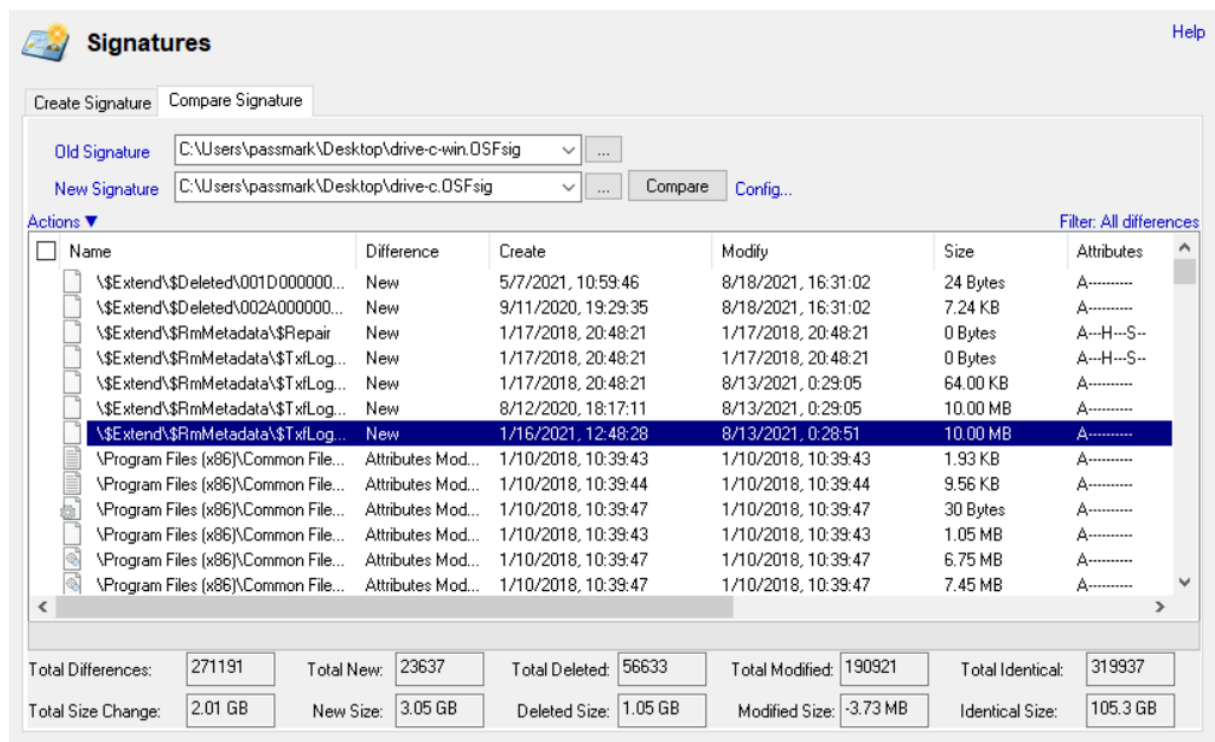 Signatures
Help
Create Signature Compare Signature
Old Signature C:\Users\passmark\Desktop\drive-c-win.OSFsig ...
New Signature C:\Users\passmark\Desktop\drive-c.OSFsig ... Compare Config...
Actions ▼ Filter: All differences
Name Difference Create Modify Size Attributes
\$Extend\$Deleted\001D000000... New 5/7/2021, 10:59:46 8/18/2021, 16:31:02 24 Bytes A----------
\$Extend\$Deleted\002A000000... New 9/11/2020, 19:29:35 8/18/2021, 16:31:02 7.24 KB A----------
\$Extend\$RmMetadata\$Repair New 1/17/2018, 20:48:21 1/17/2018, 20:48:21 0 Bytes A---H---S--
\$Extend\$RmMetadata\$TxfLog... New 1/17/2018, 20:48:21 1/17/2018, 20:48:21 0 Bytes A---H---S--
\$Extend\$RmMetadata\$TxfLog... New 1/17/2018, 20:48:21 8/13/2021, 0:29:05 64.00 KB A----------
\$Extend\$RmMetadata\$TxfLog... New 8/12/2020, 18:17:11 8/13/2021, 0:29:05 10.00 MB A----------
\$Extend\$RmMetadata\$TxfLog... New 1/16/2021, 12:48:28 8/13/2021, 0:28:51 10.00 MB A----------
\Program Files (x86)\Common File... Attributes Mod... 1/10/2018, 10:39:43 1/10/2018, 10:39:43 1.93 KB A----------
\Program Files (x86)\Common File... Attributes Mod... 1/10/2018, 10:39:44 1/10/2018, 10:39:44 9.56 KB A----------
\Program Files (x86)\Common File... Attributes Mod... 1/10/2018, 10:39:47 1/10/2018, 10:39:47 30 Bytes A----------
\Program Files (x86)\Common File... Attributes Mod... 1/10/2018, 10:39:43 1/10/2018, 10:39:43 1.05 MB A----------
\Program Files (x86)\Common File... Attributes Mod... 1/10/2018, 10:39:47 1/10/2018, 10:39:47 6.75 MB A----------
\Program Files (x86)\Common File... Attributes Mod... 1/10/2018, 10:39:47 1/10/2018, 10:39:47 7.45 MB A----------
Total Differences: 271191 Total New: 23637 Total Deleted: 56633 Total Modified: 190921 Total Identical: 319937
Total Size Change: 2.01 GB New Size: 3.05 GB Deleted Size: 1.05 GB Modified Size: -3.73 MB Identical Size: 105.3 GB